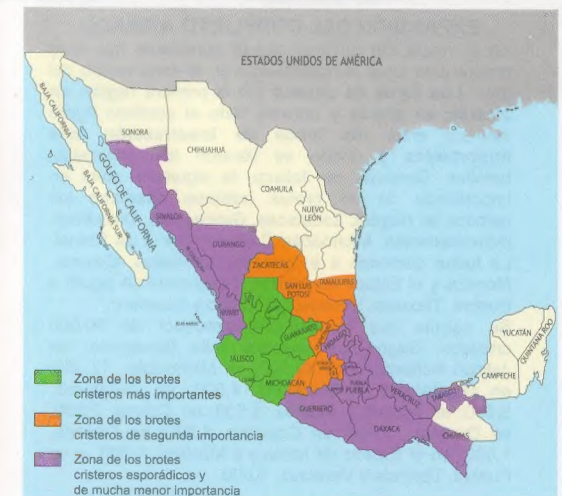 ESTADOS UNIDOS DE AMÉRICA
BAJA CALIFORNIA
SONORA
CHIHUAHUA
COAHUILA
GOLFO DE CALIFORNIA
BAJA CALIFORNIA SUR
NUEVO
LEÓN
SINALOA
DURANGO
ZACATECAS
TAMAULIPAS
SAN LUIS
POTOSÍ
NAYARIT
GUANAJUATO
HIDALGO
YUCATÁN
QUINTANA ROO
CAMPECHE
JALISCO
MICHOACÁN
PUEBLA
VERACRUZ
TABASCO
GUERRERO
OAXACA
CHIAPAS
Zona de los brotes
cristeros más importantes
Zona de los brotes
cristeros de segunda importancia
Zona de los brotes
cristeros esporádicos y
de mucha menor importancia